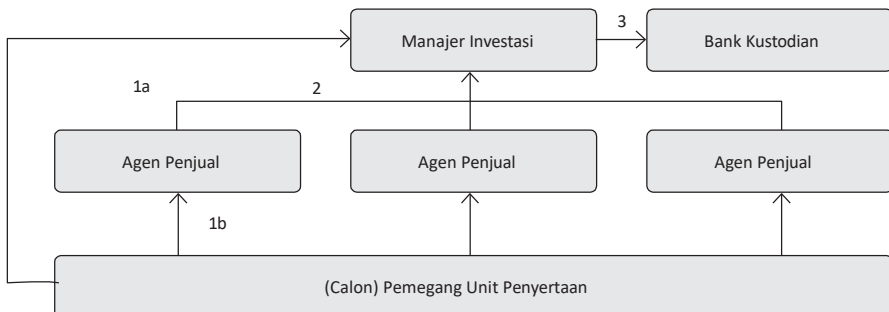 3
Manajer Investasi
Bank Kustodian
1a
2
Agen Penjual
Agen Penjual
Agen Penjual
1b
(Calon) Pemegang Unit Penyertaan